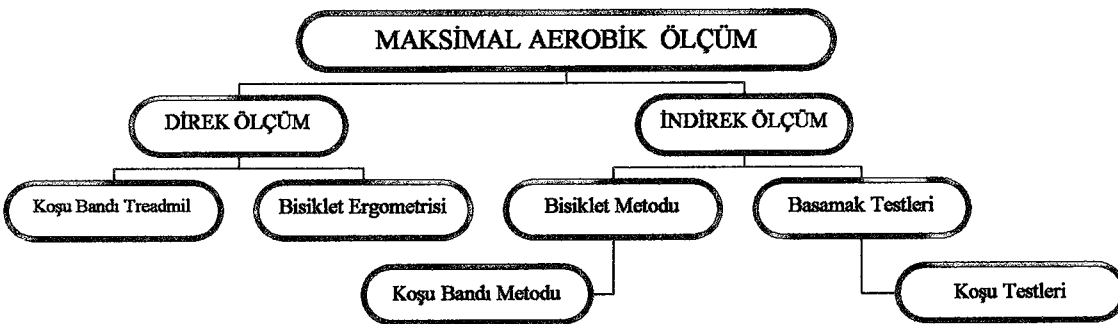 MAKSİMAL AEROBİK ÖLÇÜM
DİREK ÖLÇÜM
İNDİREK ÖLÇÜM
Koşu Bandı Treadmil
Bisiklet Ergometrisi
Bisiklet Metodu
Basamak Testleri
Koşu Bandı Metodu
Koşu Testleri